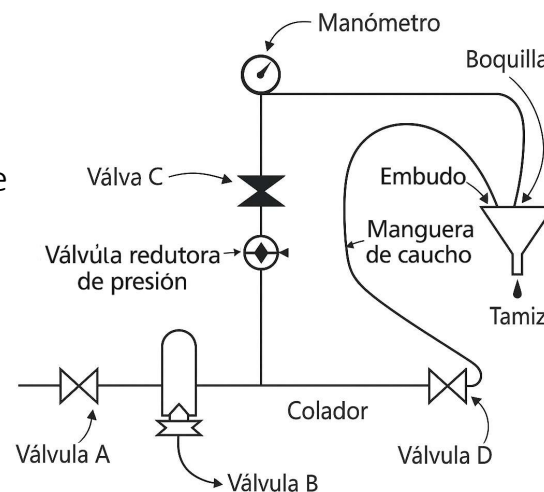 Manómetro
Boquilla
e
Válva C
Embudo
Válvula redutora
de presión
Manguera
de caucho
Tamiz
Colador
Válvula A
Válvula D
Válvula B